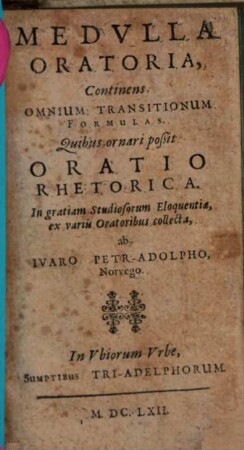 MEDVLLA
ORATORIA,
Continens.
OMNIUM TRANSITIONUM
FORMULAS.
Quibus ornari possit
ORATIO
RHETORICA.
In gratiam Studiosorum Eloquentiæ,
ex variis Oratoribus collecta,
ab
IVARO PETR-ADOLPHO,
Norvego.
In Vbiorum Vrbe,
SUMPTIBUS TRI-ADELPHORUM.
M. DC. LXII.